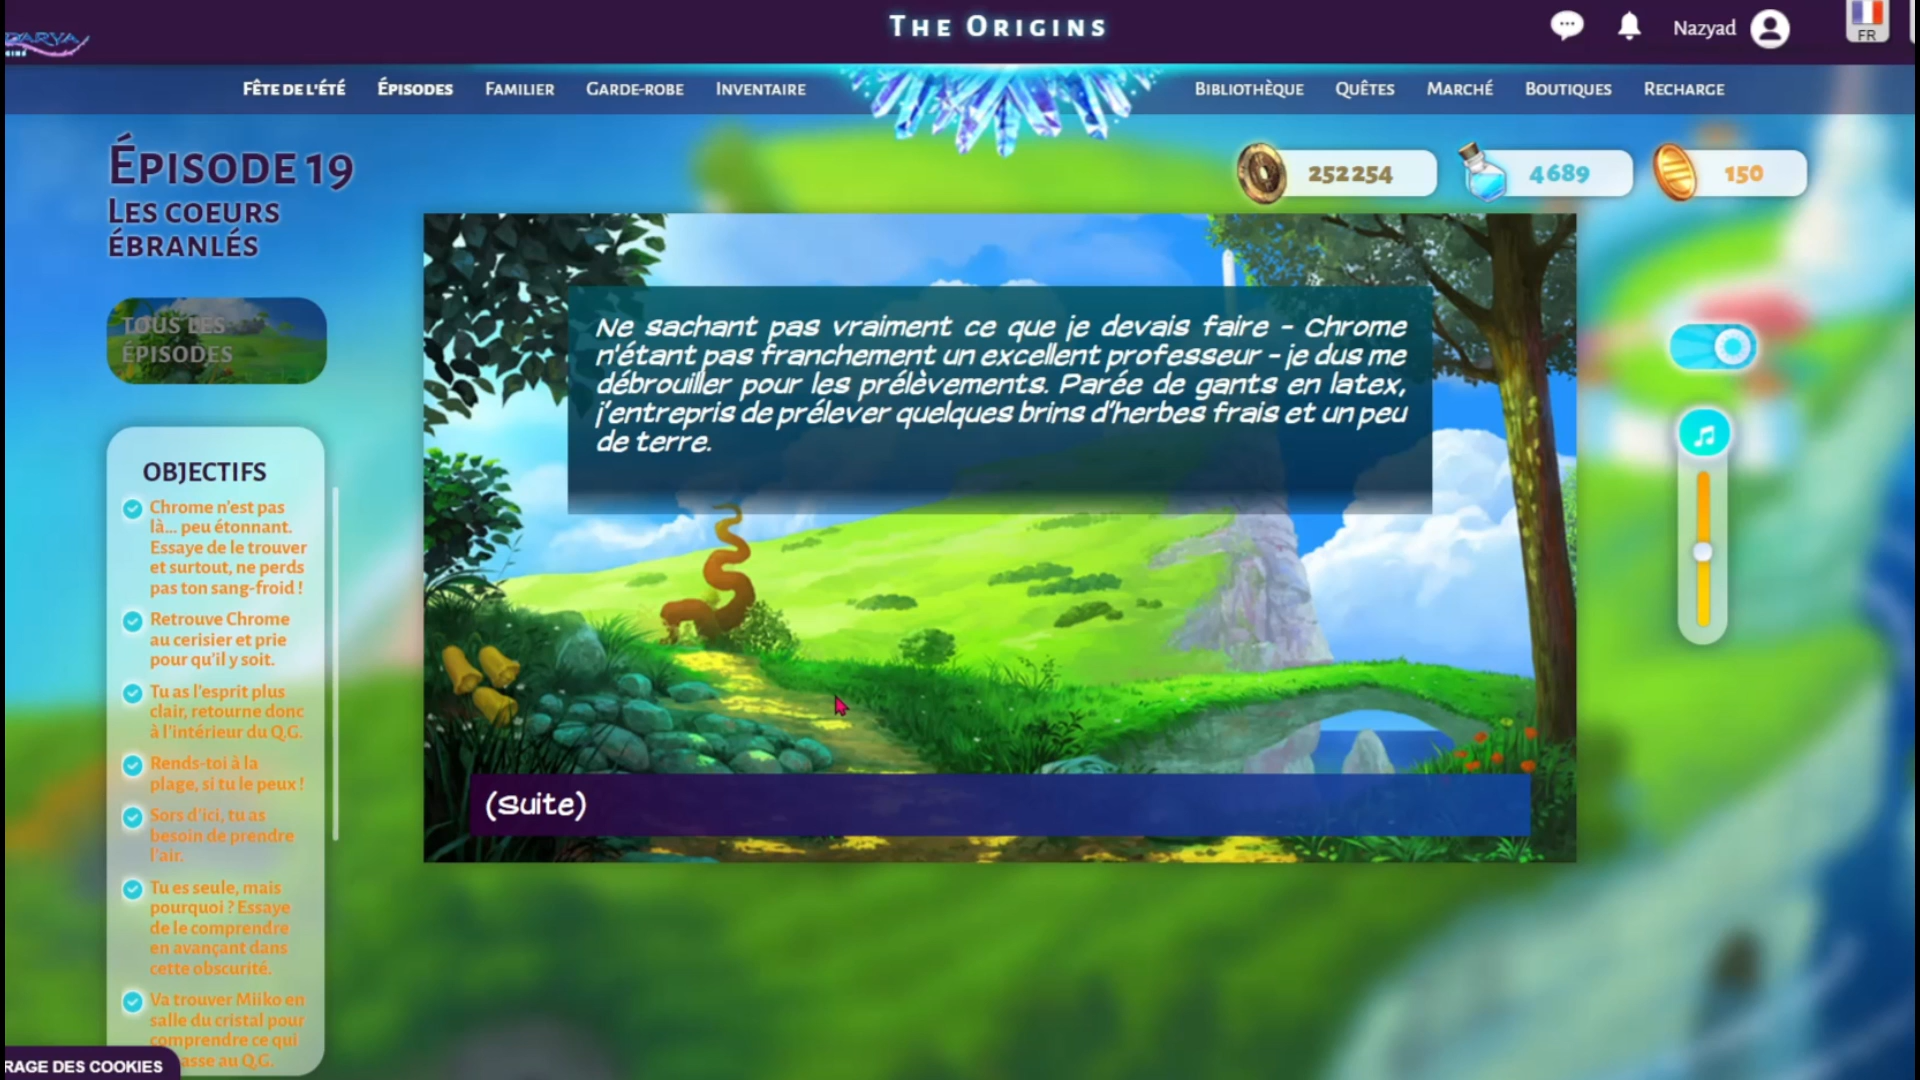 THE ORIGINS
Nazyad
FR
FÊTE DE L'ÉTÉ
ÉPISODES
FAMILIER
GARDE-ROBE
INVENTAIRE
BIBLIOTHÈQUE
QUÊTES
MARCHÉ
BOUTIQUES
RECHARGE
ÉPISODE 19
LES COEURS
ÉBRANLÉS
252254
4689
150
TOUS LES
ÉPISODES
Ne sachant pas vraiment ce que je devais faire - Chrome
n'étant pas franchement un excellent professeur - je dus me
débrouiller pour les prélèvements. Parée de gants en latex,
j'entrepris de prélever quelques brins d'herbes frais et un peu
de terre.
(Suite)
OBJECTIFS
Chrome n'est pas
là... peu étonnant.
Essaye de le trouver
et surtout, ne perds
pas ton sang-froid !
Retrouve Chrome
au cerisier et prie
pour qu'il y soit.
Tu as l'esprit plus
clair, retourne donc
à l'intérieur du Q.G.
Rends-toi à la
plage, si tu le peux !
Sors d'ici, tu as
besoin de prendre
l'air.
Tu es seule, mais
pourquoi ? Essaye
de le comprendre
en avançant dans
cette obscurité.
Va trouver Miiko en
salle du cristal pour
comprendre ce qui
asse au Q.G.
RAGE DES COOKIES